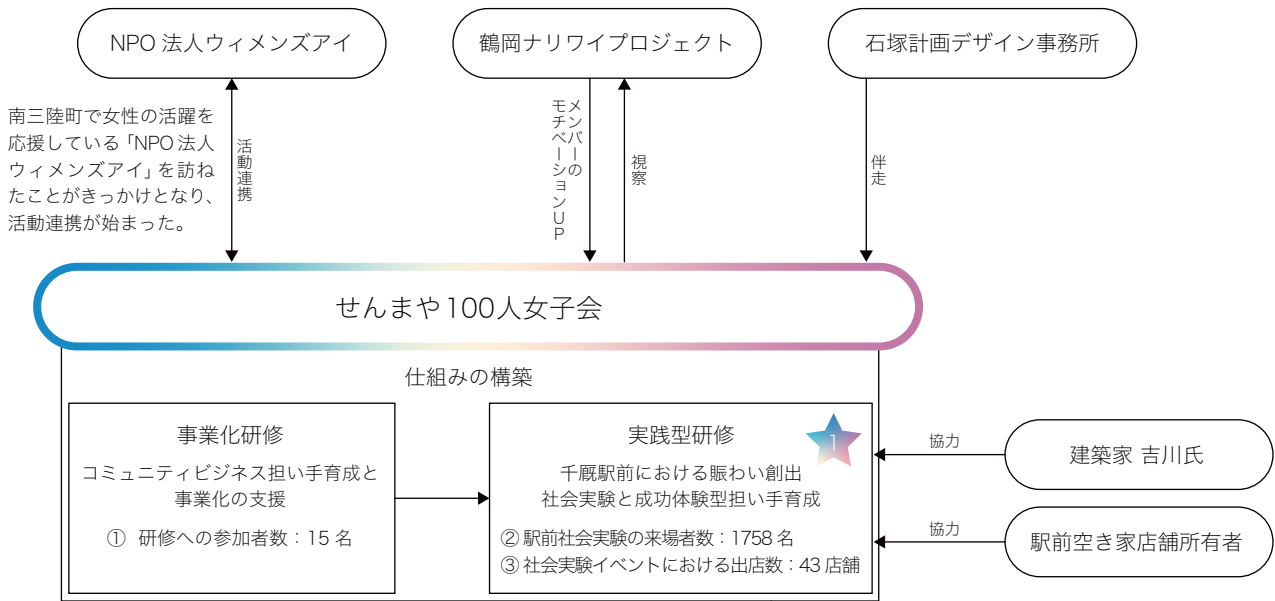 NPO 法人ウィメンズアイ
鶴岡ナリワイプロジェクト
石塚計画デザイン事務所
南三陸町で女性の活躍を
応援している「NPO 法人
ウィメンズアイ」を訪ね
たことがきっかけとなり、
活動連携が始まった。
活動連携
メンバーの
モチベーションUP
視察
伴走
せんまや100人女子会
仕組みの構築
事業化研修
コミュニティビジネス担い手育成と
事業化の支援
① 研修への参加者数：15 名
実践型研修
1
千厩駅前における賑わい創出
社会実験と成功体験型担い手育成
② 駅前社会実験の来場者数：1758 名
③ 社会実験イベントにおける出店数：43 店舗
協力
建築家 吉川氏
協力
駅前空き家店舗所有者